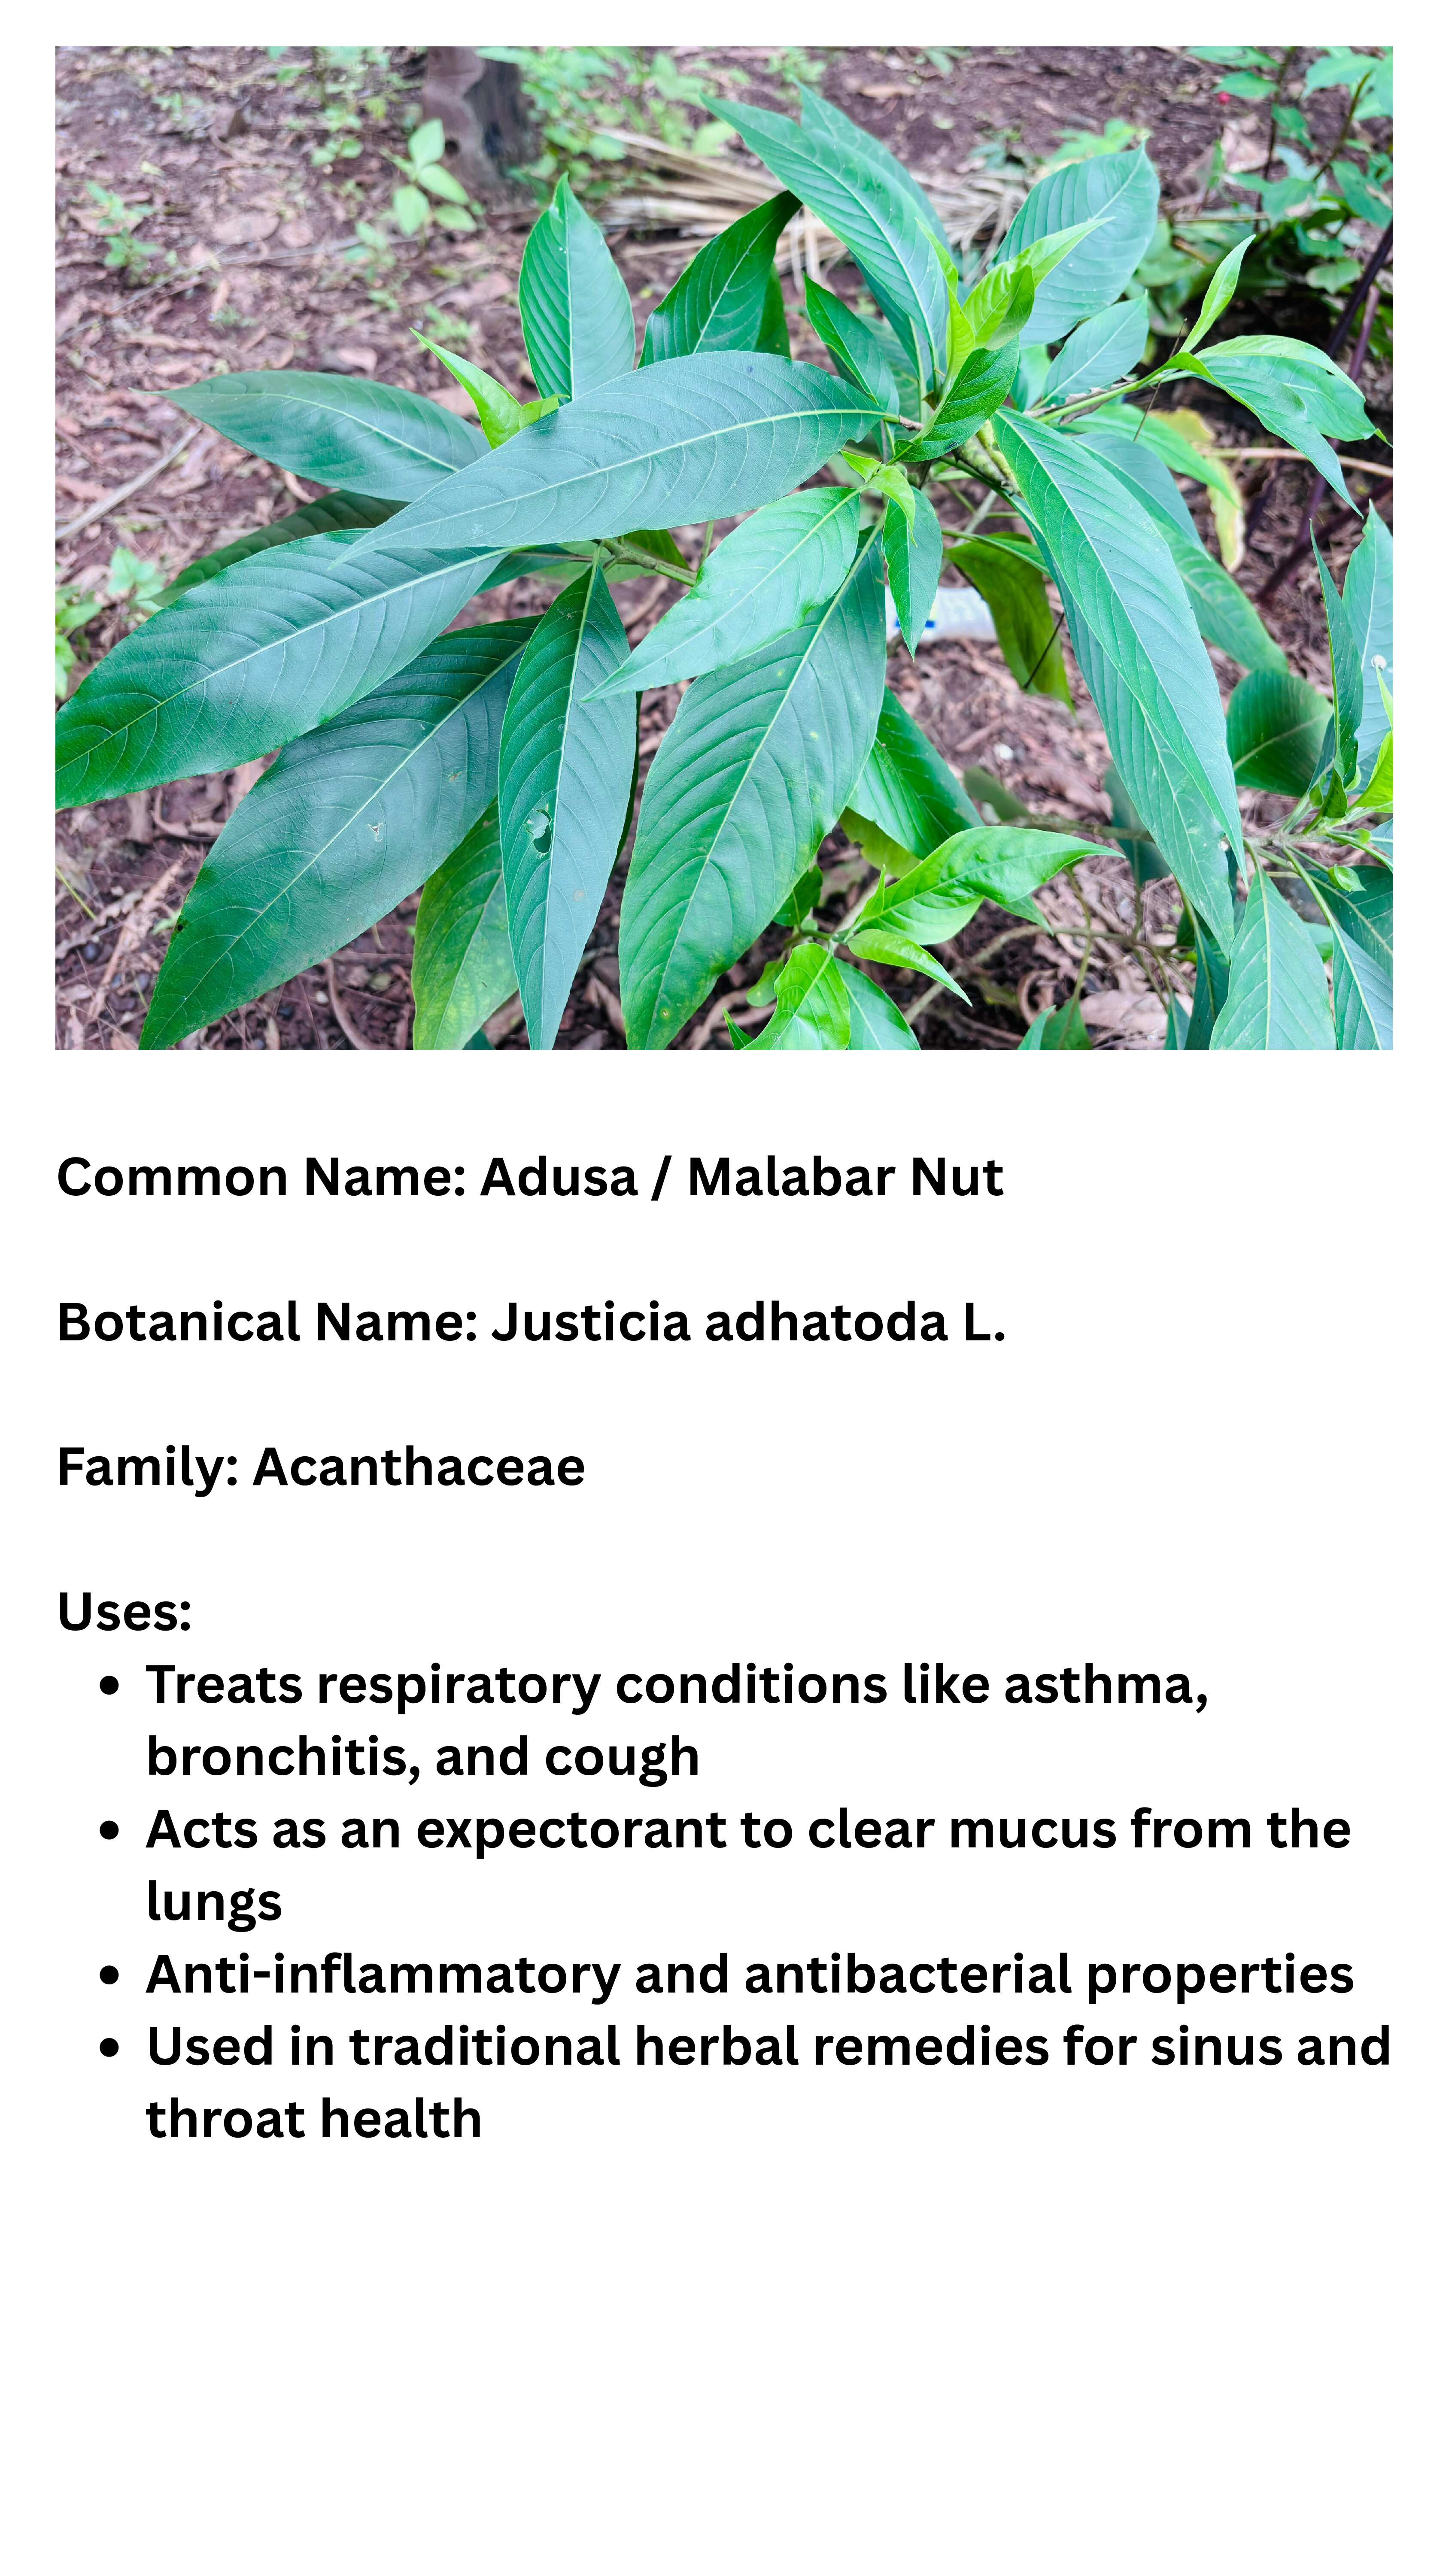 Common Name: Adusa / Malabar Nut
Botanical Name: Justicia adhatoda L.
Family: Acanthaceae
Uses:
• Treats respiratory conditions like asthma,
bronchitis, and cough
• Acts as an expectorant to clear mucus from the
lungs
• Anti-inflammatory and antibacterial properties
• Used in traditional herbal remedies for sinus and
throat health